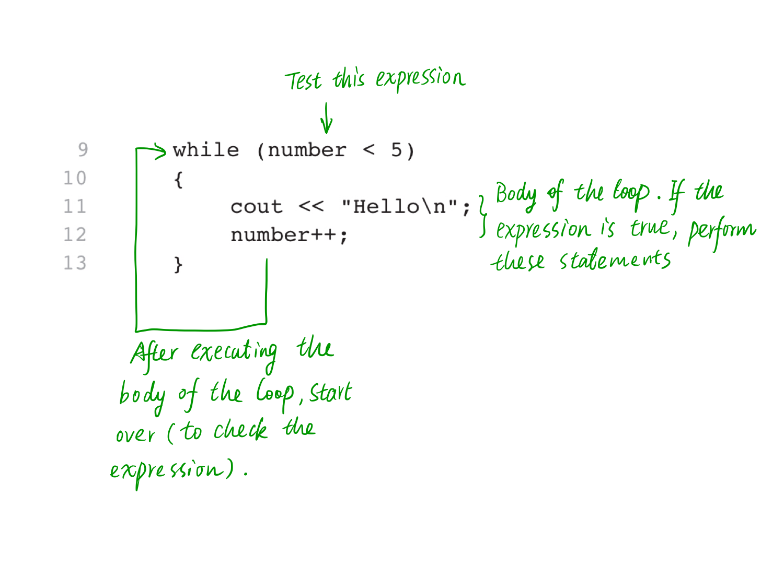 Test this expression
9 while (number < 5)
10 {
11 cout << "Hello\n";
12 number++;
13 }
Body of the loop. If the
expression is true, perform
these statements
After executing the
body of the loop, start
over (to check the
expression).